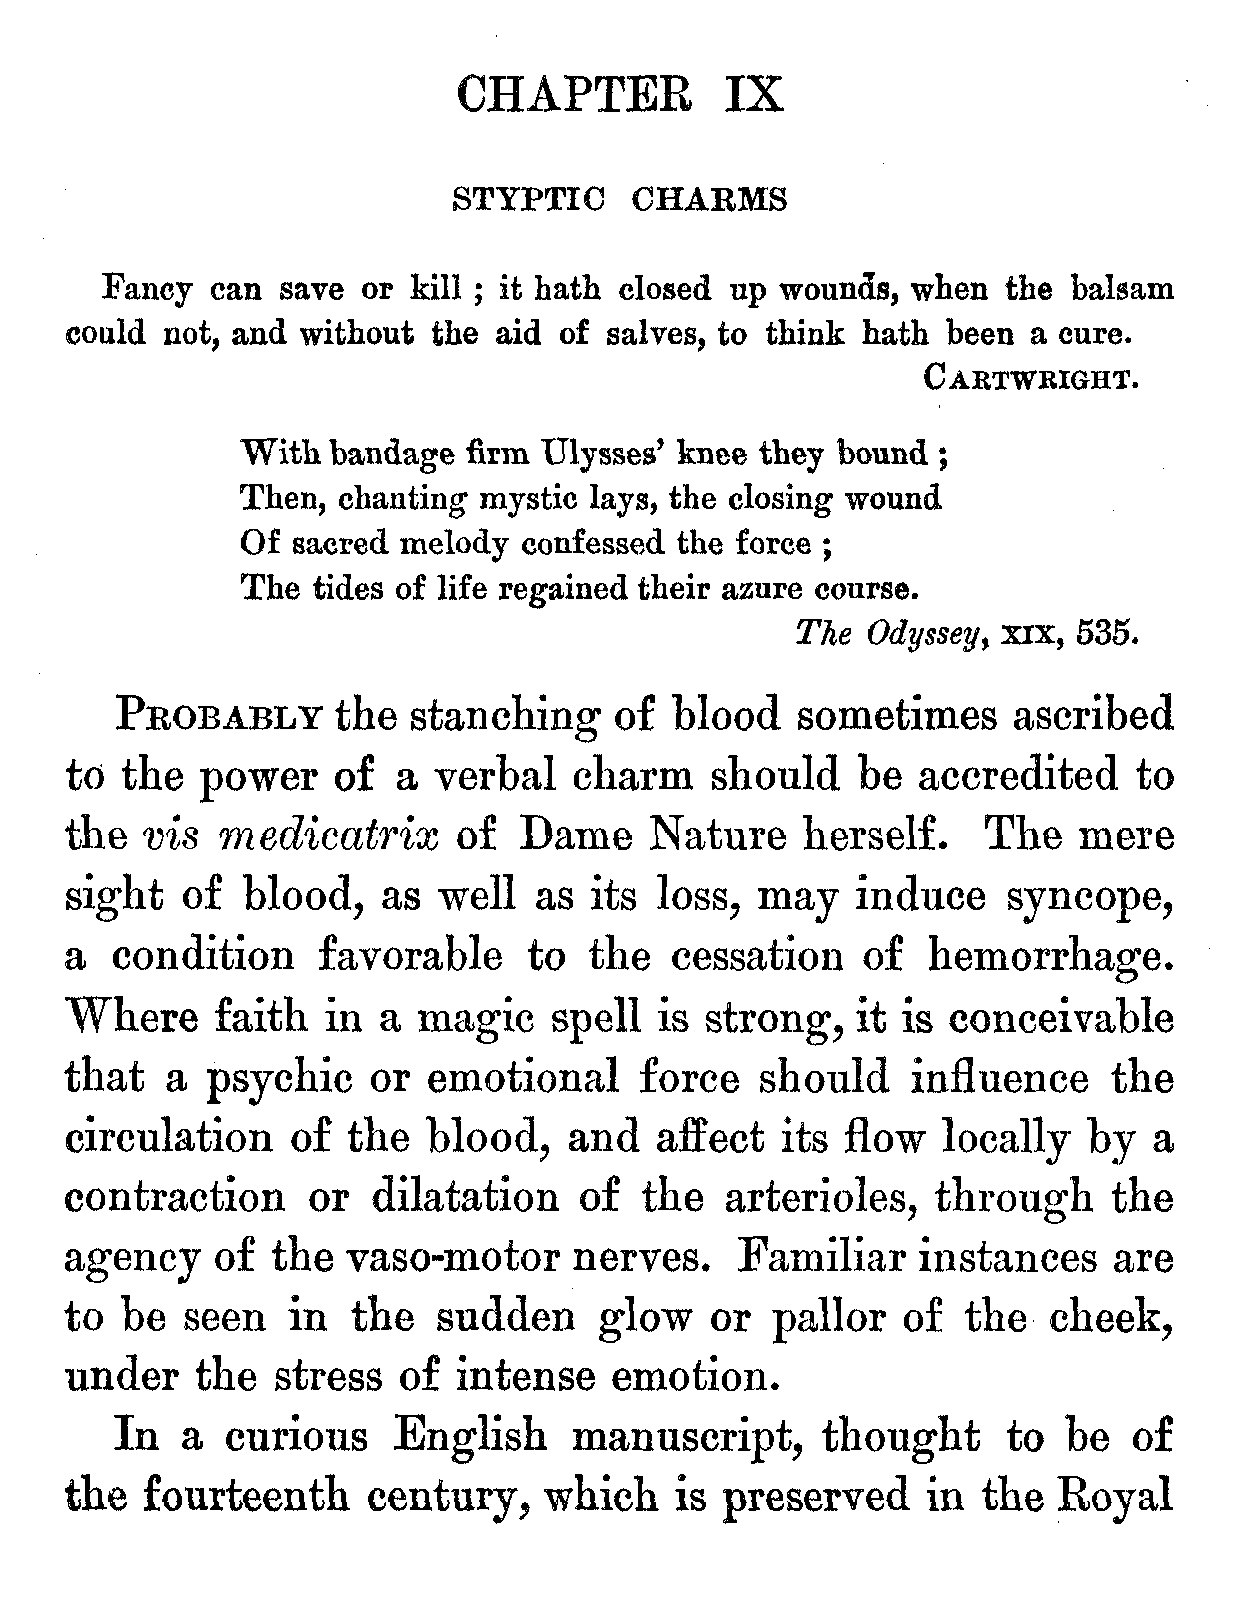 CHAPTER IX
STYPTIC CHARMS
Fancy can save or kill ; it hath closed up wounds, when the balsam
could not, and without the aid of salves, to think hath been a cure.
CARTWRIGHT.
With bandage firm Ulysses’ knee they bound ;
Then, chanting mystic lays, the closing wound
Of sacred melody confessed the force ;
The tides of life regained their azure course.
The Odyssey, XIX, 535.
PROBABLY the stanching of blood sometimes ascribed
to the power of a verbal charm should be accredited to
the vis medicatrix of Dame Nature herself. The mere
sight of blood, as well as its loss, may induce syncope,
a condition favorable to the cessation of hemorrhage.
Where faith in a magic spell is strong, it is conceivable
that a psychic or emotional force should influence the
circulation of the blood, and affect its flow locally by a
contraction or dilatation of the arterioles, through the
agency of the vaso-motor nerves. Familiar instances are
to be seen in the sudden glow or pallor of the cheek,
under the stress of intense emotion.
In a curious English manuscript, thought to be of
the fourteenth century, which is preserved in the Royal